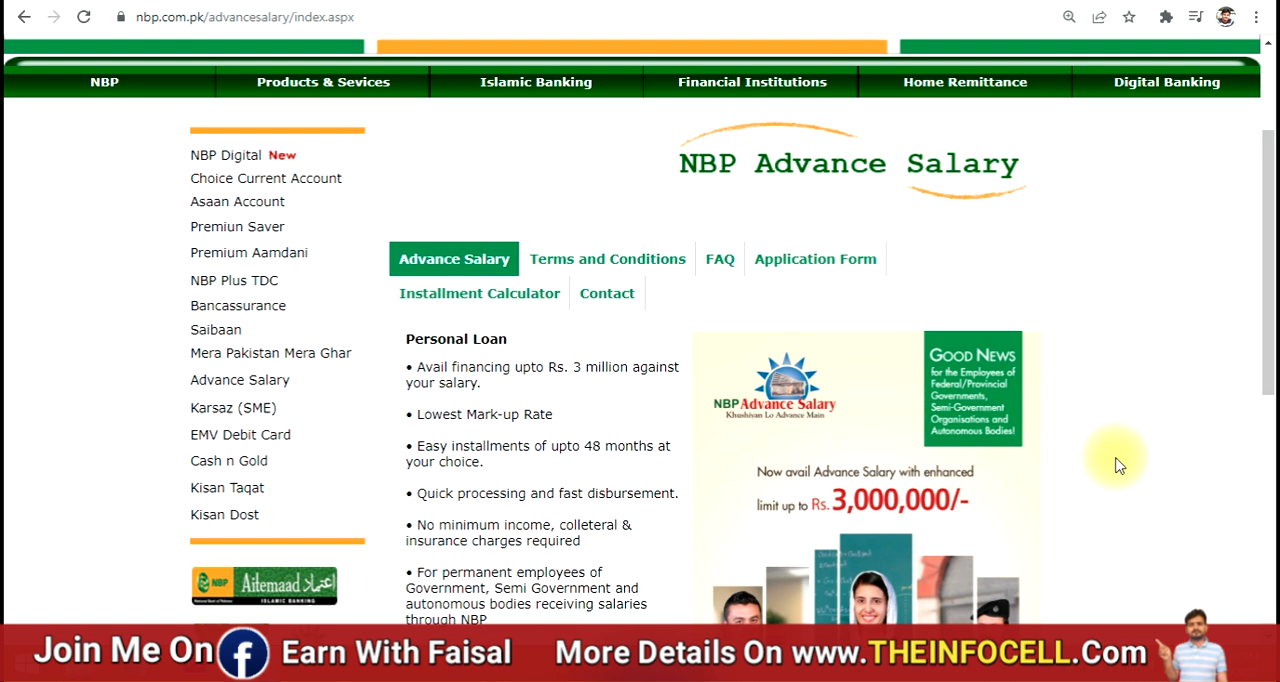 nbp.com.pk/advancesalary/index.aspx
NBP
Products & Sevices
Islamic Banking
Financial Institutions
Home Remittance
Digital Banking
NBP Digital New
Choice Current Account
Asaan Account
Premiun Saver
Premium Aamdani
NBP Plus TDC
Bancassurance
Saibaan
Mera Pakistan Mera Ghar
Advance Salary
Karsaz (SME)
EMV Debit Card
Cash n Gold
Kisan Taqat
Kisan Dost
NBP Aitemaad اعتماد
ISLAMIC BANKING
NBP Advance Salary
Advance Salary
Terms and Conditions
FAQ
Application Form
Installment Calculator
Contact
Personal Loan
• Avail financing upto Rs. 3 million against
your salary.
• Lowest Mark-up Rate
• Easy installments of upto 48 months at
your choice.
• Quick processing and fast disbursement.
• No minimum income, colleteral &
insurance charges required
• For permanent employees of
Government, Semi Government and
autonomous bodies receiving salaries
through NBP
NBP Advance Salary
Khushiyan Lo Advance Main
GOOD NEWS
for the Employees of
Federal/Provincial
Governments,
Semi-Government
Organisations and
Autonomous Bodies!
Now avail Advance Salary with enhanced
limit up to Rs. 3,000,000/-
Join Me On f Earn With Faisal
More Details On www.THEINFOCELL.Com